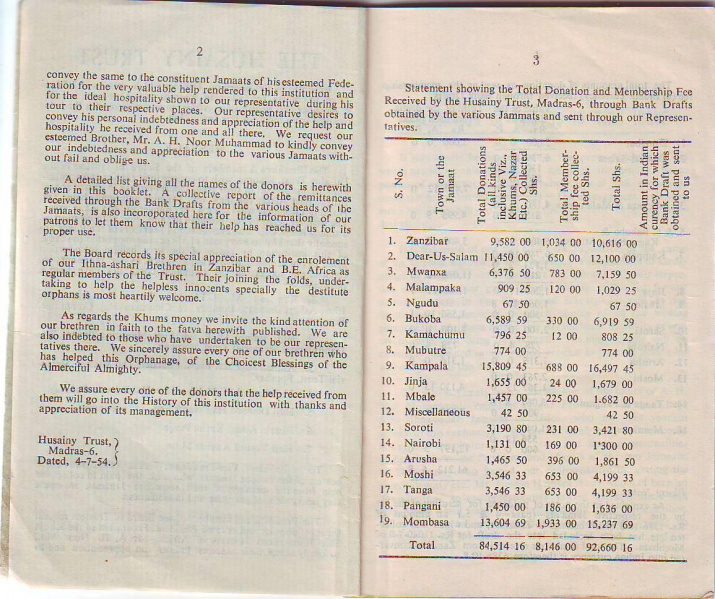 2
convey the same to the constituent Jamaats of his esteemed Fede-
ration for the very valuable help rendered to this institution and
for the ideal hospitality shown to our representative during his
tour to their respective places. Our representative desires to
convey his personal indebtedness and appreciation of the help and
hospitality he received from one and all there. We request our
esteemed Brother, Mr. A. H. Noor Muhammad to kindly convey
our indebtedness and appreciation to the various Jamaats with-
out fail and oblige us.
A detailed list giving all the names of the donors is herewith
given in this booklet. A collective report of the remittances
received through the Bank Drafts from the various heads of the
Jamaats, is also incoroporated here for the information of our
patrons to let them know that their help has reached us for its
proper use.
The Board records its special appreciation of the enrolement
of our Ithna-ashari Brethren in Zanzibar and B.E. Africa as
regular members of the Trust. Their joining the folds, under-
taking to help the helpless innocents specially the destitute
orphans is most heartily welcome.
As regards the Khums money we invite the kind attention of
our brethren in faith to the fatva herewith published. We are
also indebted to those who have undertaken to be our represen-
tatives there. We sincerely assure every one of our brethren who
has helped this Orphanage, of the Choicest Blessings of the
Almerciful Almighty.
We assure every one of the donors that the help received from
them will go into the History of this institution with thanks and
appreciation of its management.
Husainy Trust,
Madras-6.
Dated, 4-7-54.
3
Statement showing the Total Donation and Membership Fee
Received by the Husainy Trust, Madras-6, through Bank Drafts
obtained by the various Jammats and sent through our Represen-
tatives.
S. No.
Town or the
Jamaat
Total Donations
(all kinds
inclusive Viz.,
Khums, Nazar
Etc.) Collected
Shs.
Total Member-
ship fee collec-
ted Shs.
Total Shs.
Amount in Indian
curency for which
Bank Draft was
obtained and sent
to us
1. Zanzibar 9,582 00 1,034 00 10,616 00
2. Dear-Us-Salam 11,450 00 650 00 12,100 00
3. Mwanxa 6,376 50 783 00 7,159 50
4. Malampaka 909 25 120 00 1,029 25
5. Ngudu 67 50 67 50
6. Bukoba 6,589 59 330 00 6,919 59
7. Kamachumu 796 25 12 00 808 25
8. Mubutre 774 00 774 00
9. Kampala 15,809 45 688 00 16,497 45
10. Jinja 1,655 00 24 00 1,679 00
11. Mbale 1,457 00 225 00 1.682 00
12. Miscellaneous 42 50 42 50
13. Soroti 3,190 80 231 00 3,421 80
14. Nairobi 1,131 00 169 00 1'300 00
15. Arusha 1,465 50 396 00 1,861 50
16. Moshi 3,546 33 653 00 4,199 33
17. Tanga 3,546 33 653 00 4,199 33
18. Pangani 1,450 00 186 00 1,636 00
19. Mombasa 13,604 69 1,933 00 15,237 69
Total 84,514 16 8,146 00 92,660 16